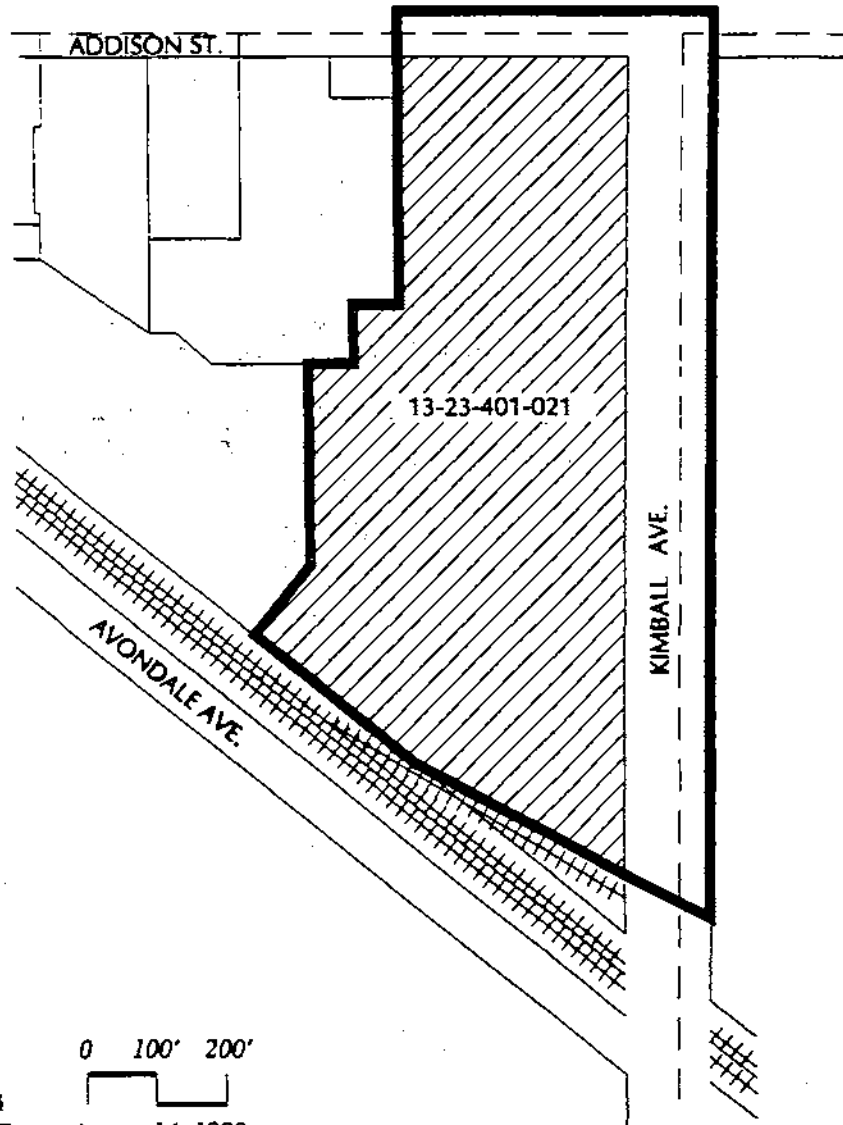 ADDISON ST.
13-23-401-021
KIMBALL AVE.
AVONDALE AVE.
0 100' 200'